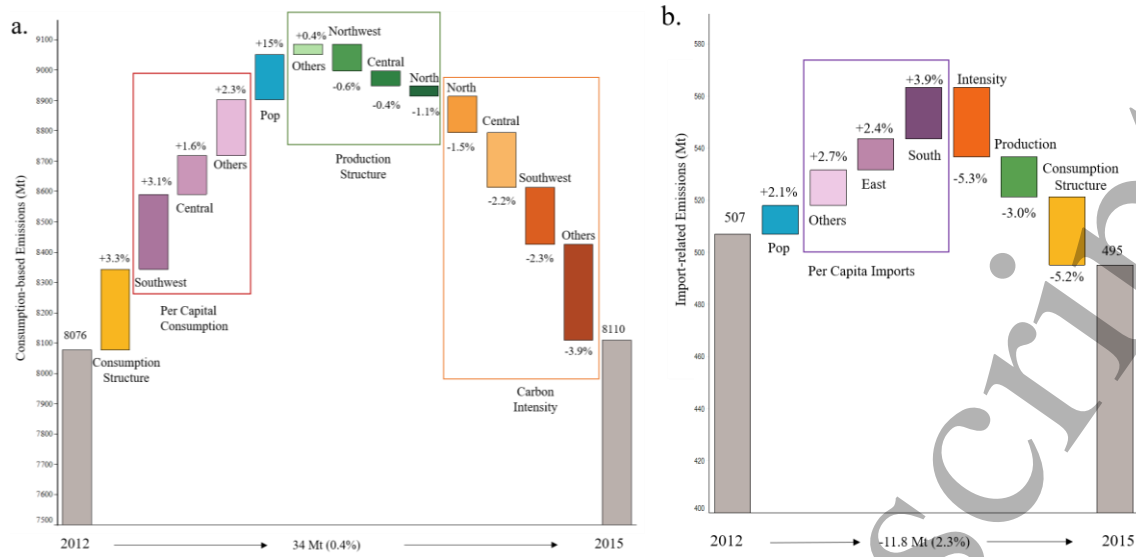 a.
Consumption-based Emissions (Mt)
9100
9000
8900
8800
8700
8600
8500
8400
8300
8200
8100
8000
7900
7800
7700
7600
7500
8076
+3.3%
Consumption
Structure
+3.1%
Southwest
+1.6%
Central
+2.3%
Others
Per Capital
Consumption
+15%
Pop
+0.4%
Others
Northwest
-0.6%
Central
-0.4%
North
-1.1%
Production
Structure
North
-1.5%
Central
-2.2%
Southwest
-2.3%
Others
-3.9%
Carbon
Intensity
8110
2012
34 Mt (0.4%)
2015
b.
Import-related Emissions (Mt)
580
560
540
520
500
480
460
440
420
400
507
+2.1%
Pop
+2.7%
Others
+2.4%
East
+3.9%
South
Per Capita Imports
Intensity
-5.3%
Production
-3.0%
Consumption
Structure
-5.2%
495
2012
-11.8 Mt (2.3%)
2015
scrip